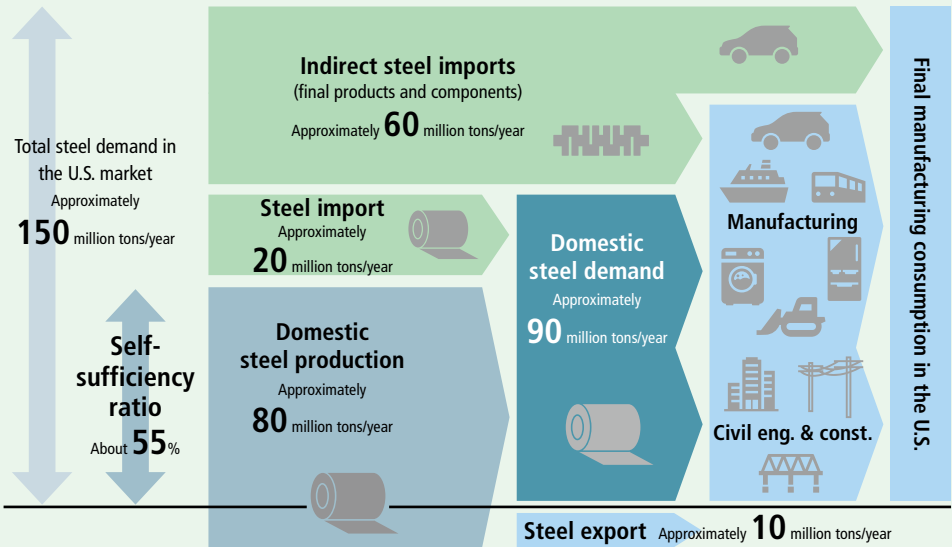 Total steel demand in
the U.S. market
Approximately
150 million tons/year
Self-
sufficiency
ratio
About 55%
Indirect steel imports
(final products and components)
Approximately 60 million tons/year
Steel import
Approximately
20 million tons/year
Domestic
steel production
Approximately
80 million tons/year
Domestic
steel demand
Approximately
90 million tons/year
Manufacturing
Civil eng. & const.
Final manufacturing consumption in the U.S.
Steel export Approximately 10 million tons/year